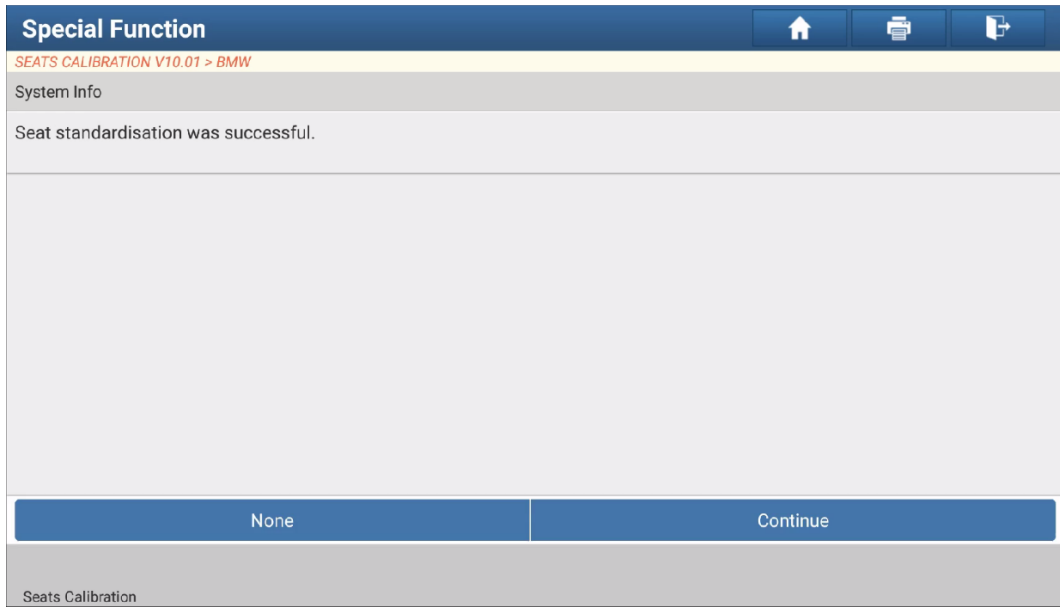 Special Function
SEATS CALIBRATION V10.01 > BMW
System Info
Seat standardisation was successful.
None
Continue
Seats Calibration